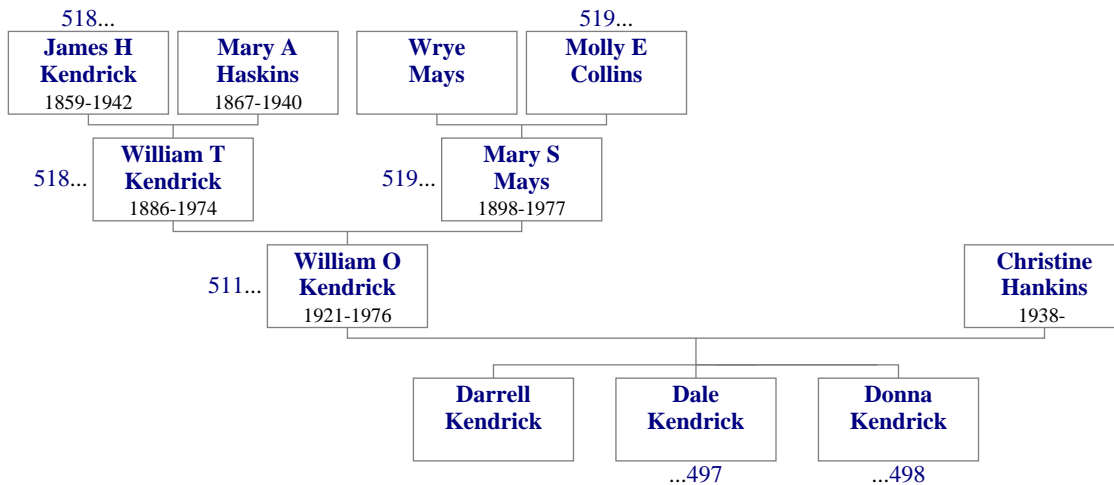 518...
519...
James H
Kendrick
1859-1942
Mary A
Haskins
1867-1940
Wrye
Mays
Molly E
Collins
518...
William T
Kendrick
1886-1974
519...
Mary S
Mays
1898-1977
511...
William O
Kendrick
1921-1976
Christine
Hankins
1938-
Darrell
Kendrick
Dale
Kendrick
Donna
Kendrick
...497
...498